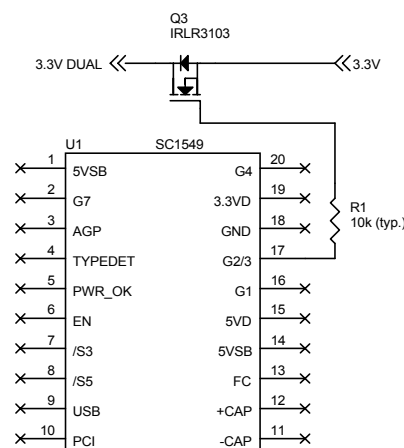 Q3
IRLR3103
3.3V DUAL
3.3V
U1 SC1549
1 5VSB G4 20
2 G7 3.3VD 19
3 AGP GND 18
4 TYPEDET G2/3 17
5 PWR_OK G1 16
6 EN 5VD 15
7 /S3 5VSB 14
8 /S5 FC 13
9 USB +CAP 12
10 PCI -CAP 11
R1
10k (typ.)